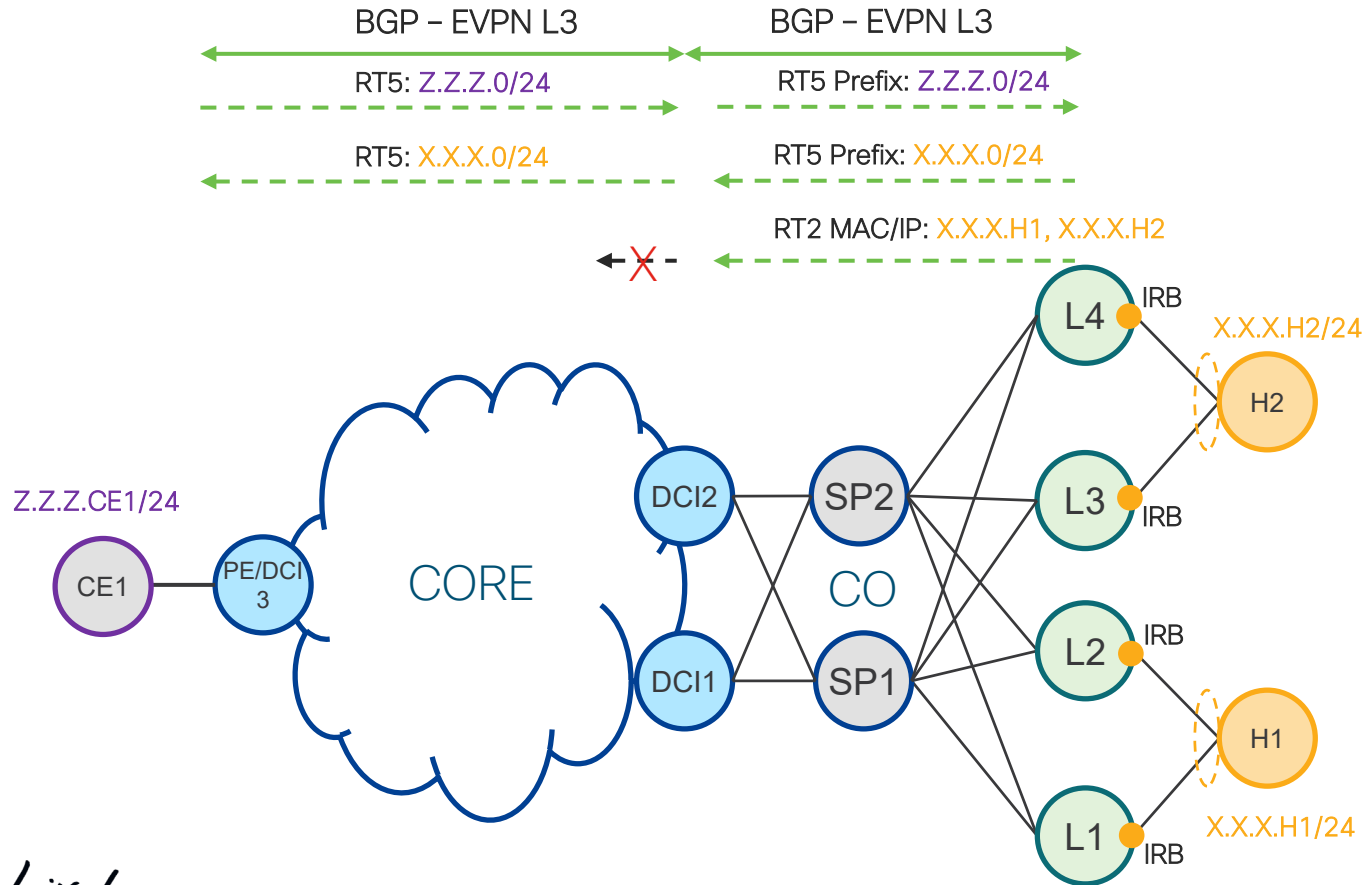 BGP – EVPN L3
BGP – EVPN L3
RT5: Z.Z.Z.0/24
RT5 Prefix: Z.Z.Z.0/24
RT5: X.X.X.0/24
RT5 Prefix: X.X.X.0/24
RT2 MAC/IP: X.X.X.H1, X.X.X.H2
X
L4
IRB
X.X.X.H2/24
H2
DCI2
SP2
L3
IRB
Z.Z.Z.CE1/24
CE1
PE/DCI
3
CORE
CO
L2
IRB
DCI1
SP1
H1
L1
IRB
X.X.X.H1/24